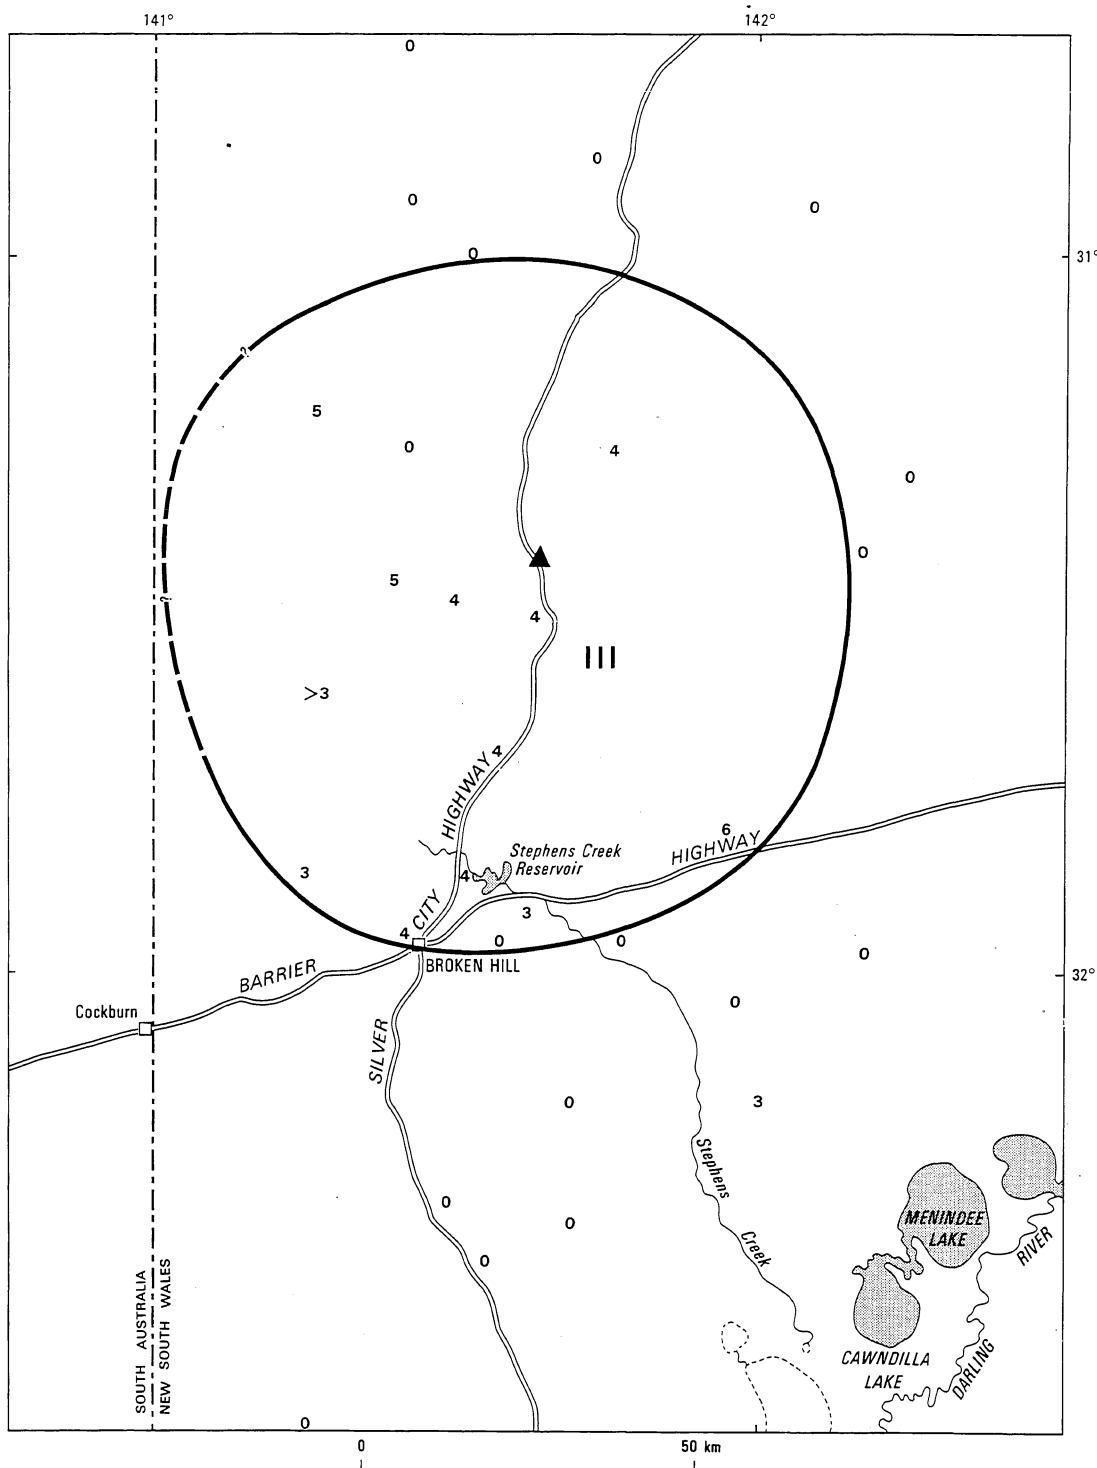 141°
142°
0
0
0
0
0
31°
?
5
0
4
0
0
5
4
?
4
III
>3
4
HIGHWAY
6
HIGHWAY
Stephens Creek
Reservoir
3
4
CITY
3
4
0
0
0
BROKEN HILL
BARRIER
32°
Cockburn
0
SILVER
0
3
Stephens
0
0
MENINDEE
LAKE
Creek
RIVER
0
SOUTH AUSTRALIA
NEW SOUTH WALES
CAWNDILLA
LAKE
DARLING
0
0
50 km